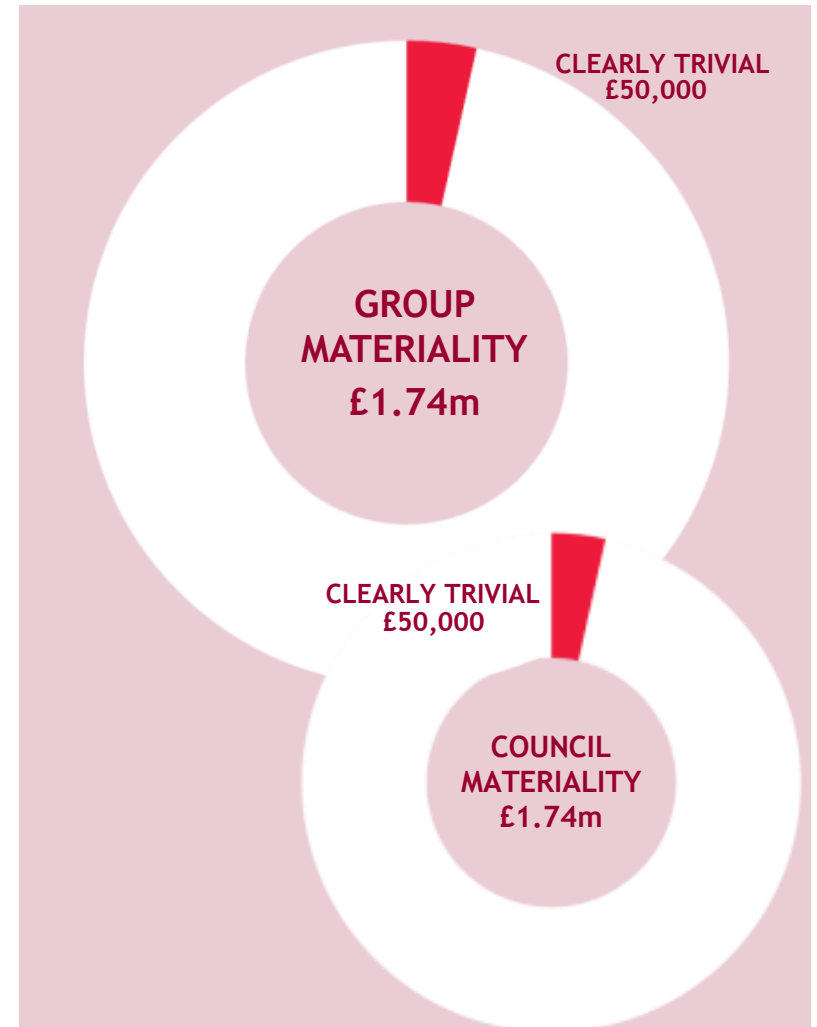 CLEARLY TRIVIAL
£50,000
GROUP
MATERIALITY
£1.74m
CLEARLY TRIVIAL
£50,000
COUNCIL
MATERIALITY
£1.74m